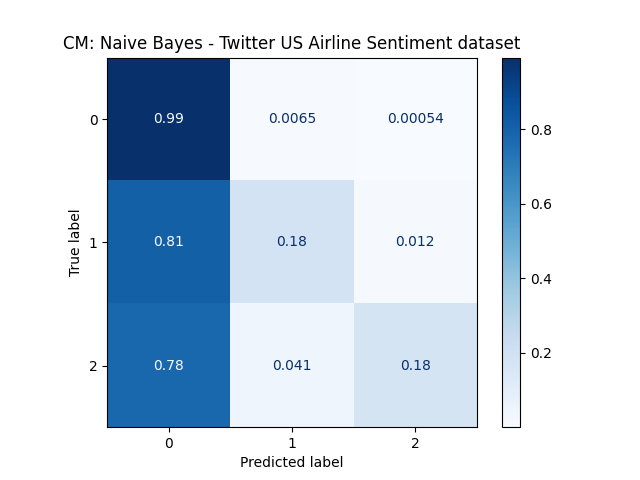 CM: Naive Bayes - Twitter US Airline Sentiment dataset
0 0.99 0.0065 0.00054
1 0.81 0.18 0.012
2 0.78 0.041 0.18
0 1 2
Predicted label
True label
0.8
0.6
0.4
0.2